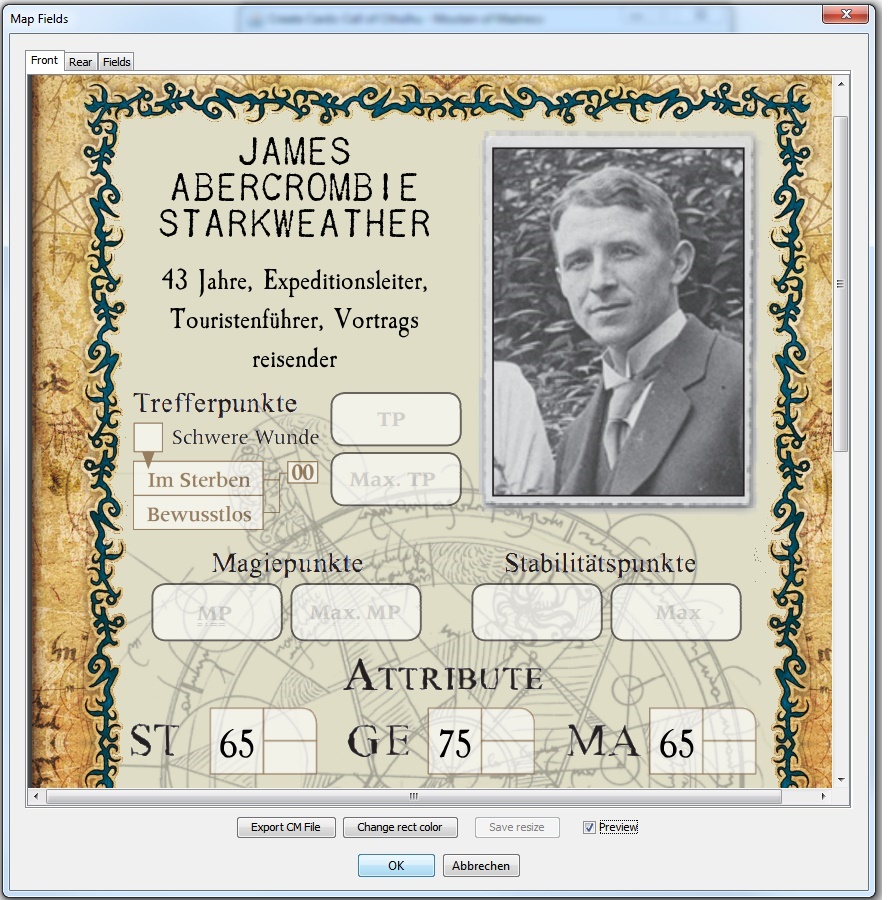 Map Fields
Create Cards Call of Cthulhu - Mountain of Madness
Front Rear Fields
JAMES
ABERCROMBIE
STARKWEATHER
43 Jahre, Expeditionsleiter,
Touristenführer, Vortrags
reisender
Trefferpunkte
TP
Schwere Wunde
Im Sterben
00
Max. TP
Bewusstlos
Magiepunkte
Stabilitätspunkte
MP
Max. MP
Max
ATTRIBUTE
ST 65 GE 75 MA 65
Export CM File Change rect color Save resize Preview
OK Abbrechen